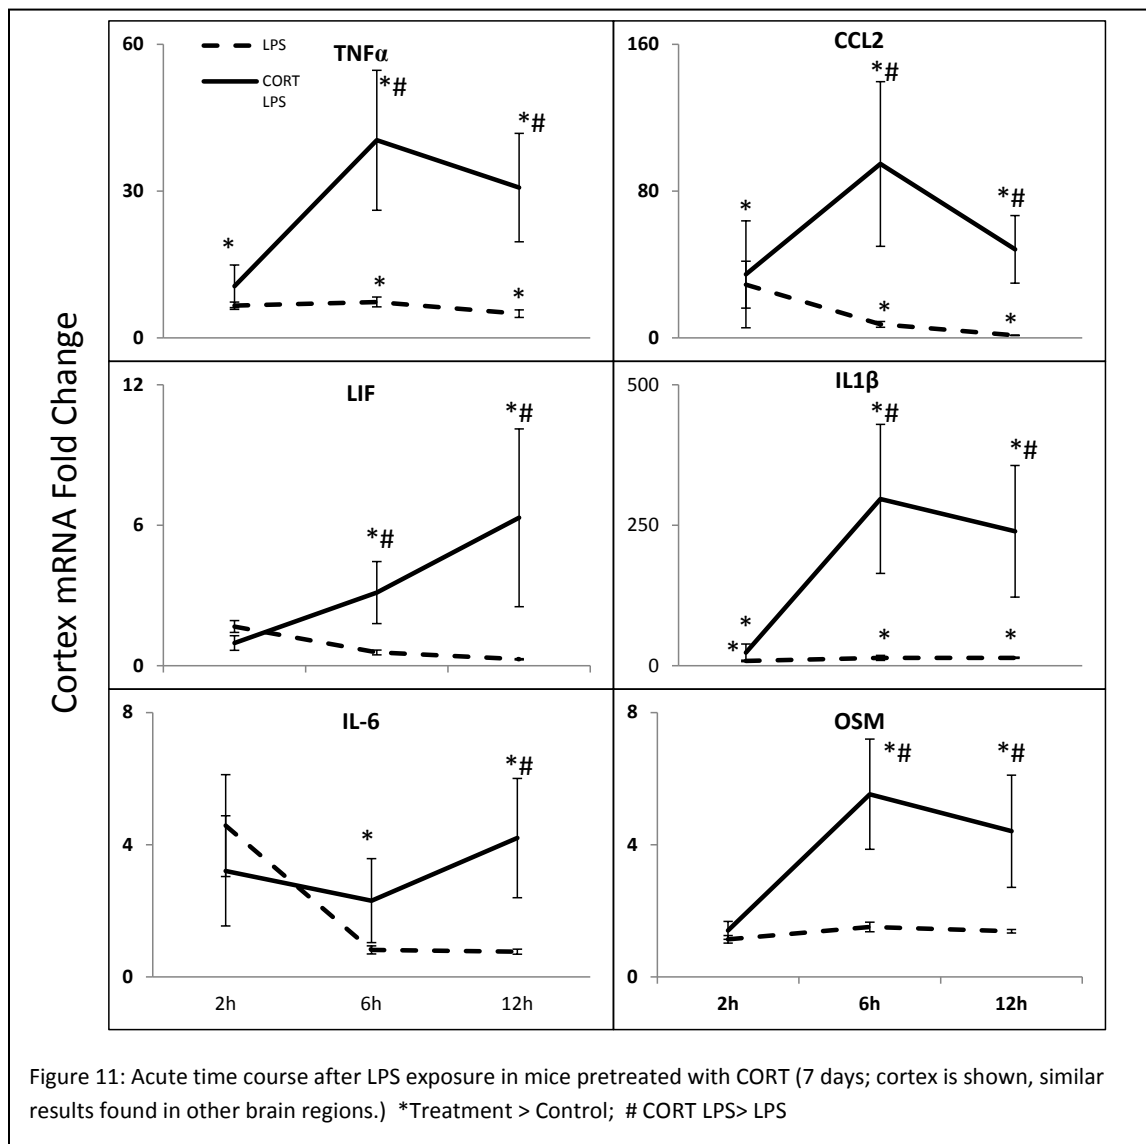 Cortex mRNA Fold Change
TNFα
LPS
CORT
LPS
60
30
0
*
*#
*#
*
*
CCL2
160
80
0
*
*#
*#
*
*
LIF
12
6
0
*#
*#
IL1β
500
250
0
*
*
*#
*#
*
*
IL-6
8
4
0
*
*#
2h 6h 12h
OSM
8
4
0
*#
*#
2h 6h 12h
Figure 11: Acute time course after LPS exposure in mice pretreated with CORT (7 days; cortex is shown, similar
results found in other brain regions.) *Treatment > Control; # CORT LPS> LPS